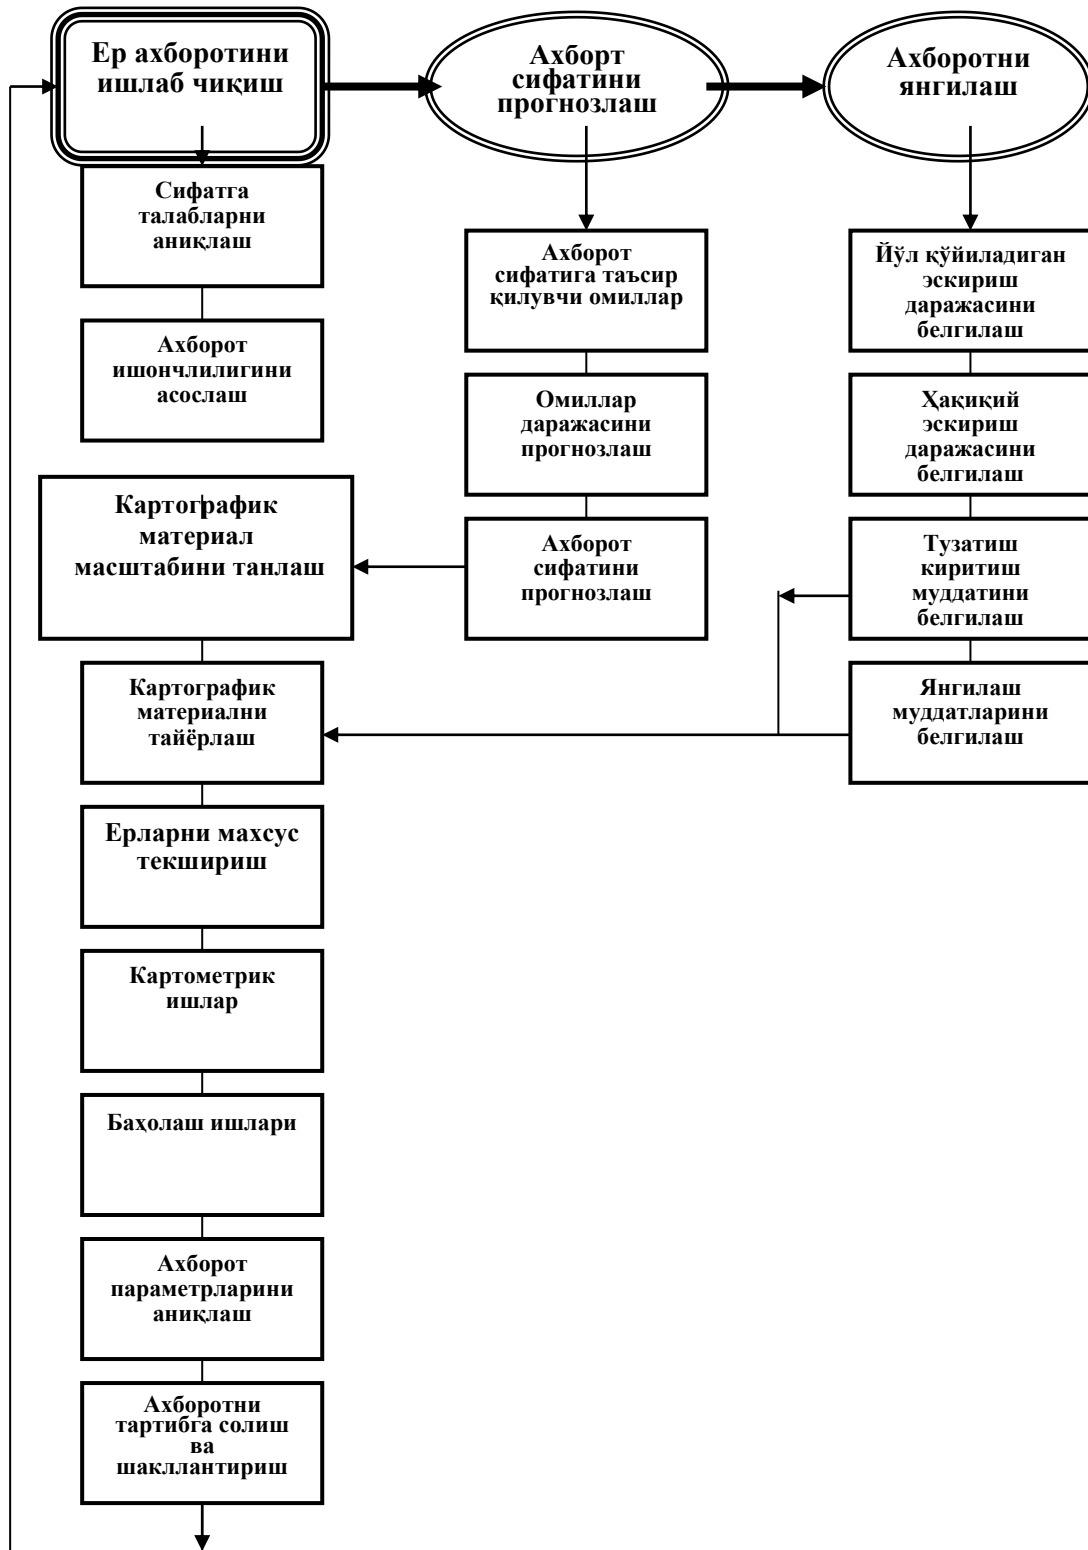 Ер ахборотини
ишлаб чиқиш
Ахборт
сифатини
прогнозлаш
Ахборотни
янгилаш
Сифатга
талабларни
аниқлаш
Ахборот
ишончлилигини
асослаш
Картографик
материал
масштабини танлаш
Картографик
материални
тайёрлаш
Ерларни махсус
текшириш
Картометрик
ишлар
Баҳолаш ишлари
Ахборот
параметрларини
аниқлаш
Ахборотни
тартибга солиш
ва
шакллантириш
Ахборот
сифатига таъсир
қилувчи омиллар
Омиллар
даражасини
прогнозлаш
Ахборот
сифатини
прогнозлаш
Йўл қўйиладиган
эскириш
даражасини
белгилаш
Ҳақиқий
эскириш
даражасини
белгилаш
Тузатиш
киритиш
муддатини
белгилаш
Янгилаш
муддатларини
белгилаш